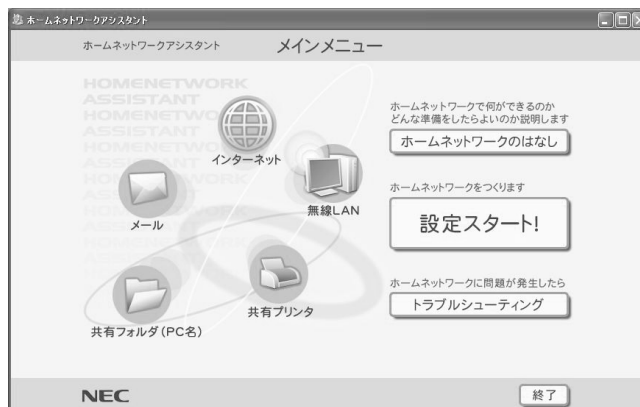 ホームネットワークアシスタント
ホームネットワークアシスタント
メインメニュー
HOMENETWORK
ASSISTANT
HOMENETWO
ASSISTANT
インターネット
無線LAN
メール
共有プリンタ
共有フォルダ(PC名)
ホームネットワークで何ができるのか
どんな準備をしたらよいのか説明します
ホームネットワークのはなし
ホームネットワークをつくります
設定スタート!
ホームネットワークに問題が発生したら
トラブルシューティング
NEC
終了